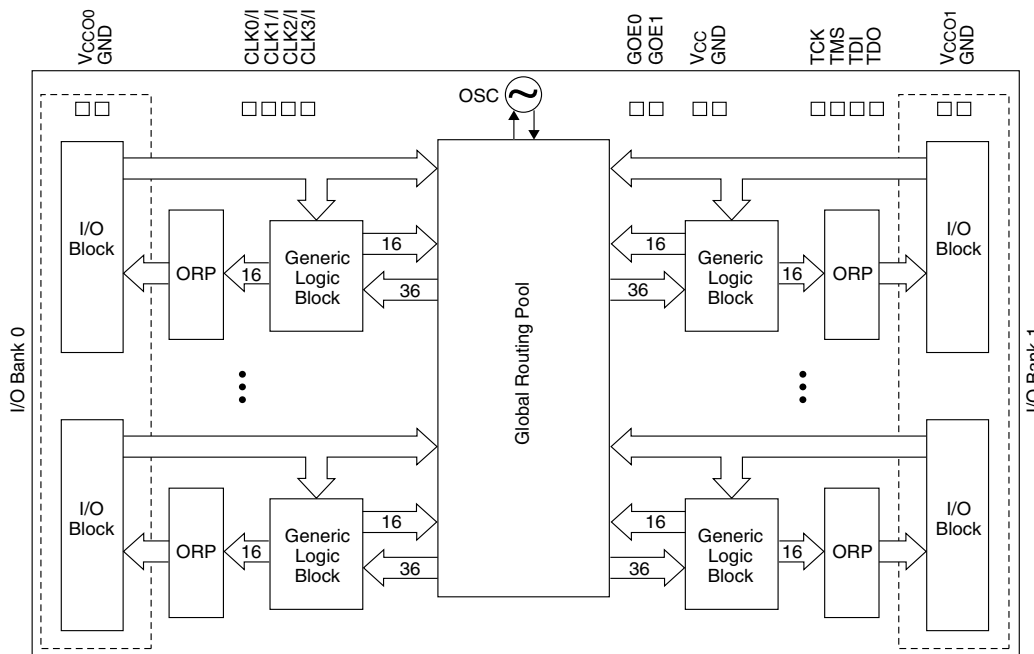 VCCO0
GND
CLK0/I
CLK1/I
CLK2/I
CLK3/I
GOE0
GOE1
VCC
GND
TCK
TMS
TDI
TDO
VCCO1
GND
OSC
I/O Bank 0
I/O
Block
ORP
16
Generic
Logic
Block
16
36
Global Routing Pool
16
36
Generic
Logic
Block
16
ORP
I/O
Block
I/O Bank 1
I/O
Block
ORP
16
Generic
Logic
Block
16
36
16
36
Generic
Logic
Block
16
ORP
I/O
Block